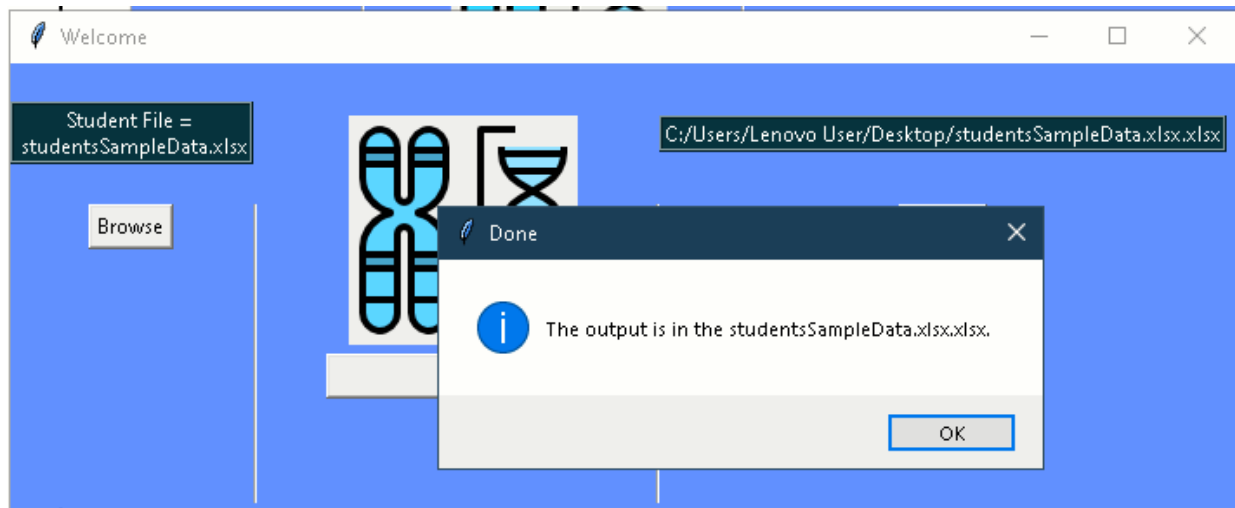 Welcome
Student File =
studentsSampleData.xlsx
C:/Users/Lenovo User/Desktop/studentsSampleData.xlsx.xlsx
Browse
Done
The output is in the studentsSampleData.xlsx.xlsx.
OK